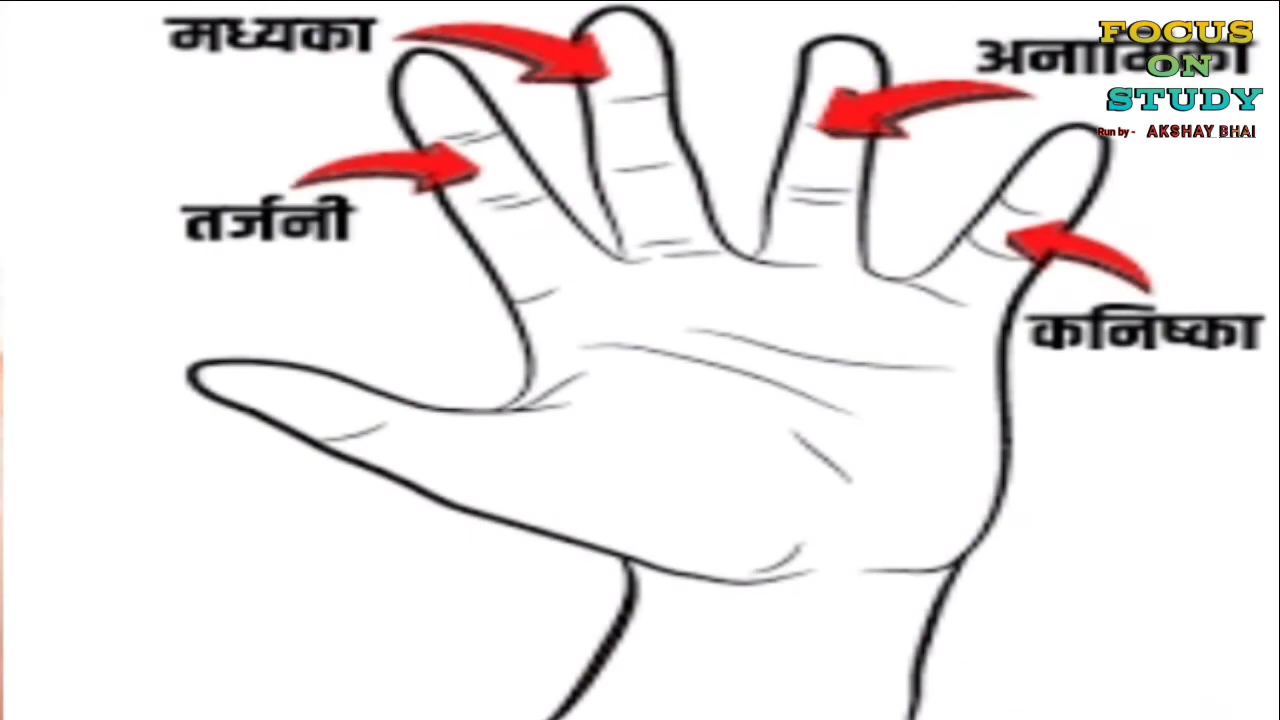 मध्यका
अनामिका
FOCUS
ON
STUDY
Run by - AKSHAY BHAI
तर्जनी
कनिष्का